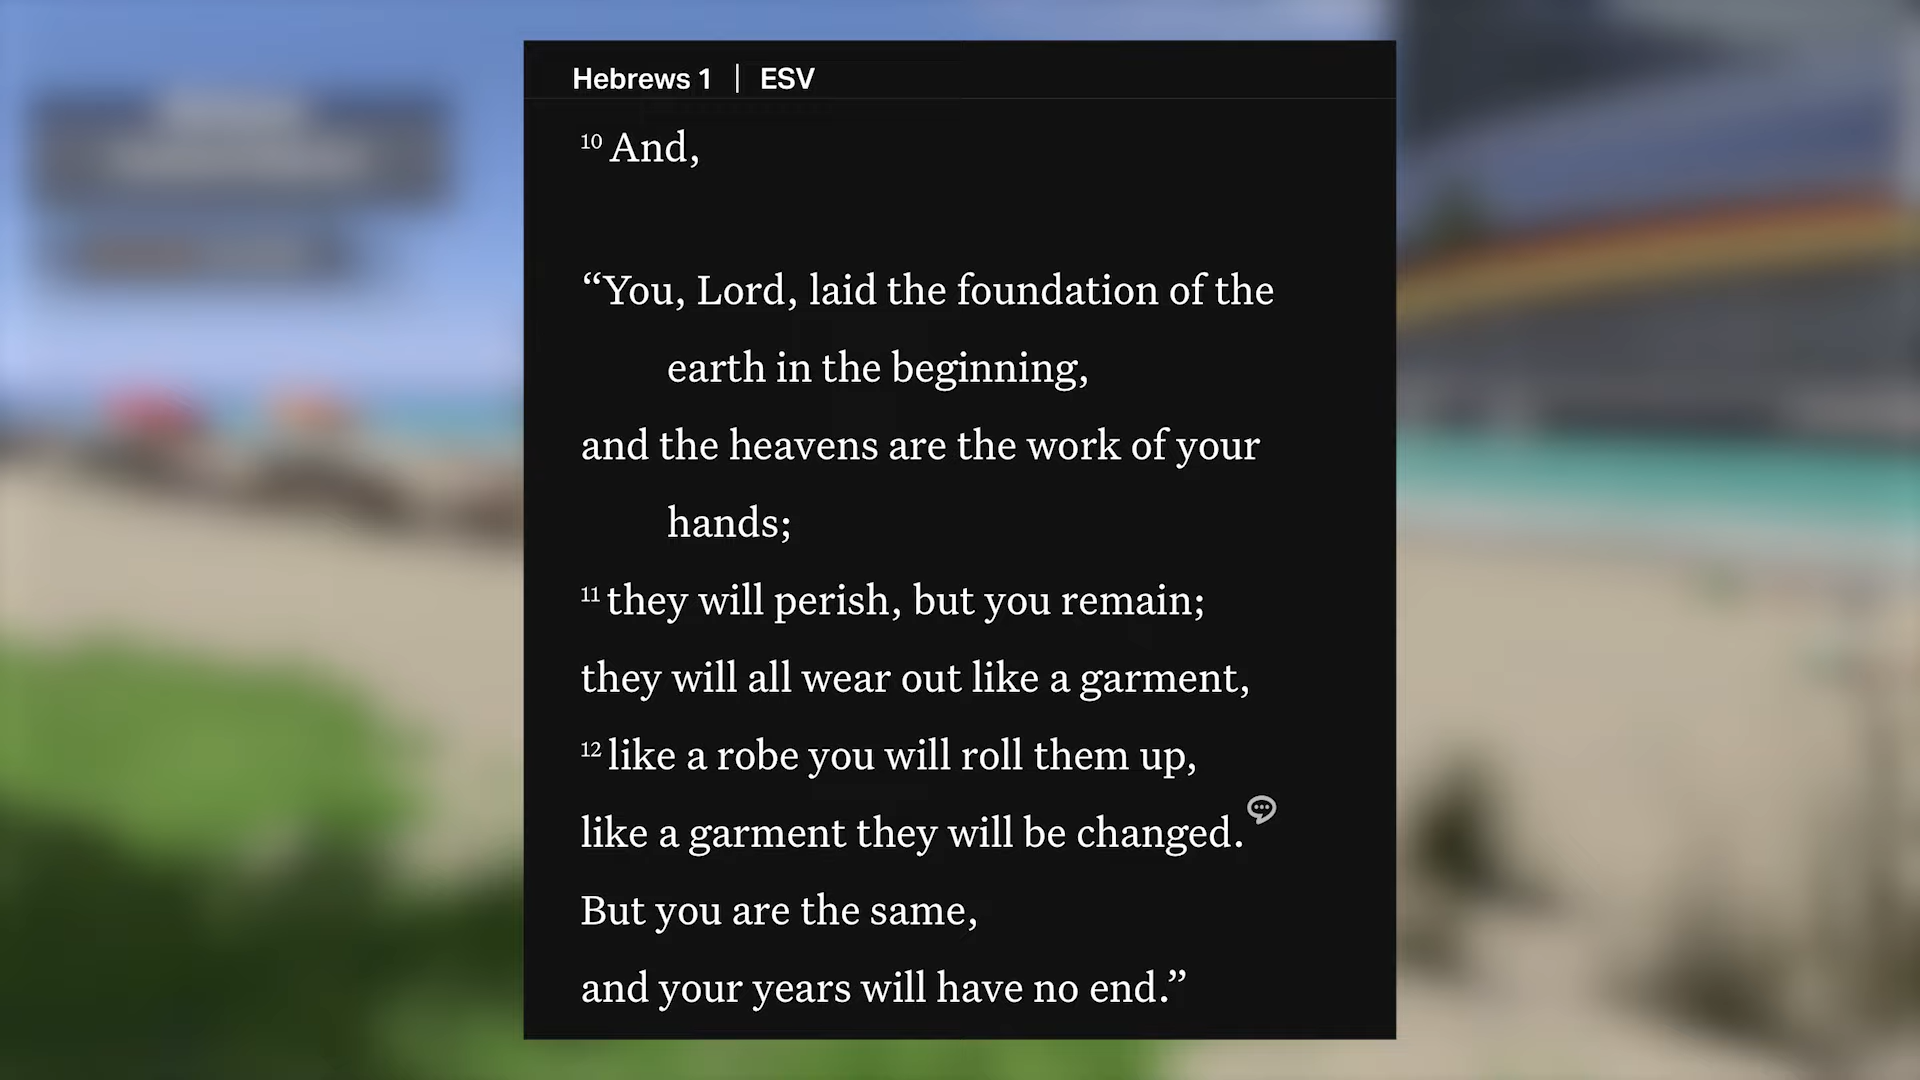 Hebrews 1 | ESV
10 And,
“You, Lord, laid the foundation of the
earth in the beginning,
and the heavens are the work of your
hands;
11 they will perish, but you remain;
they will all wear out like a garment,
12 like a robe you will roll them up,
like a garment they will be changed.
But you are the same,
and your years will have no end.”